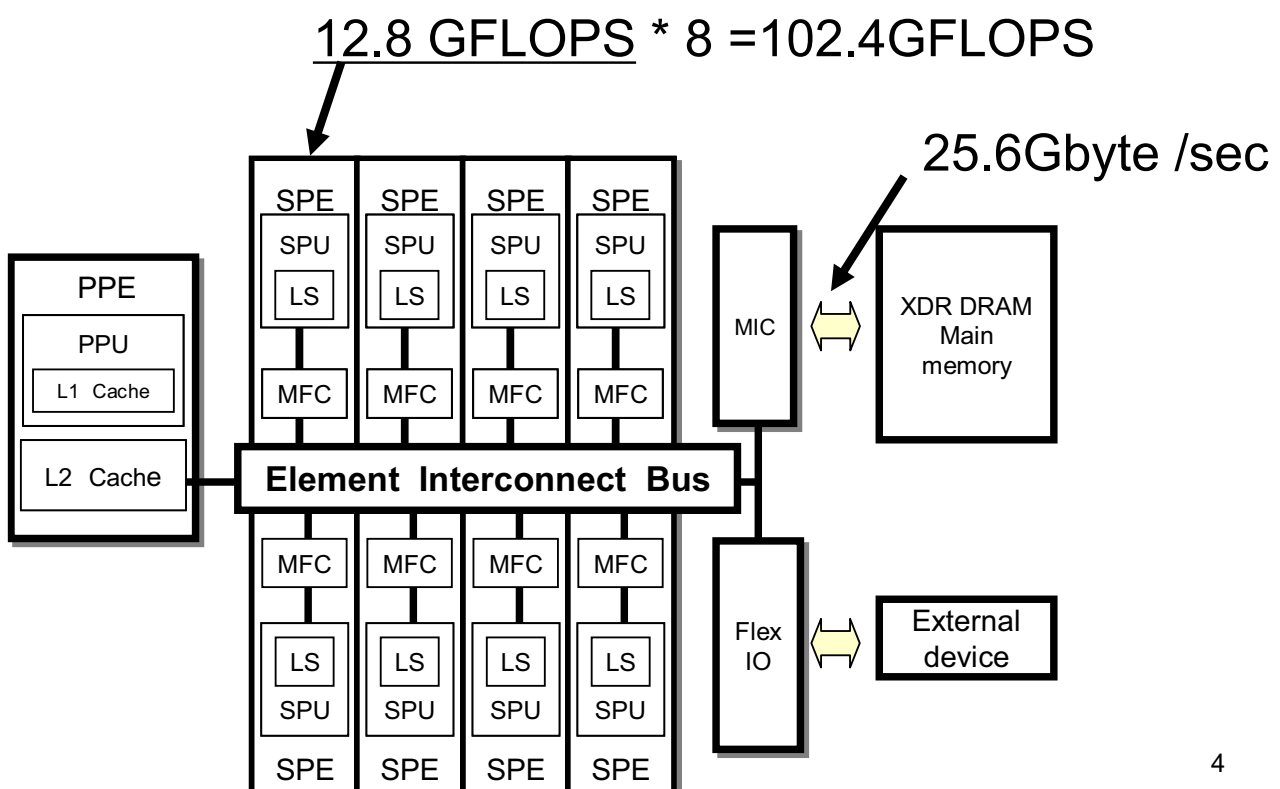 12.8 GFLOPS * 8 =102.4GFLOPS
25.6Gbyte /sec
SPE SPE SPE SPE
SPU SPU SPU SPU
LS LS LS LS
MFC MFC MFC MFC
PPE
PPU
L1 Cache
L2 Cache
Element Interconnect Bus
MIC
XDR DRAM
Main
memory
MFC MFC MFC MFC
LS LS LS LS
SPU SPU SPU SPU
SPE SPE SPE SPE
Flex
IO
External
device
4